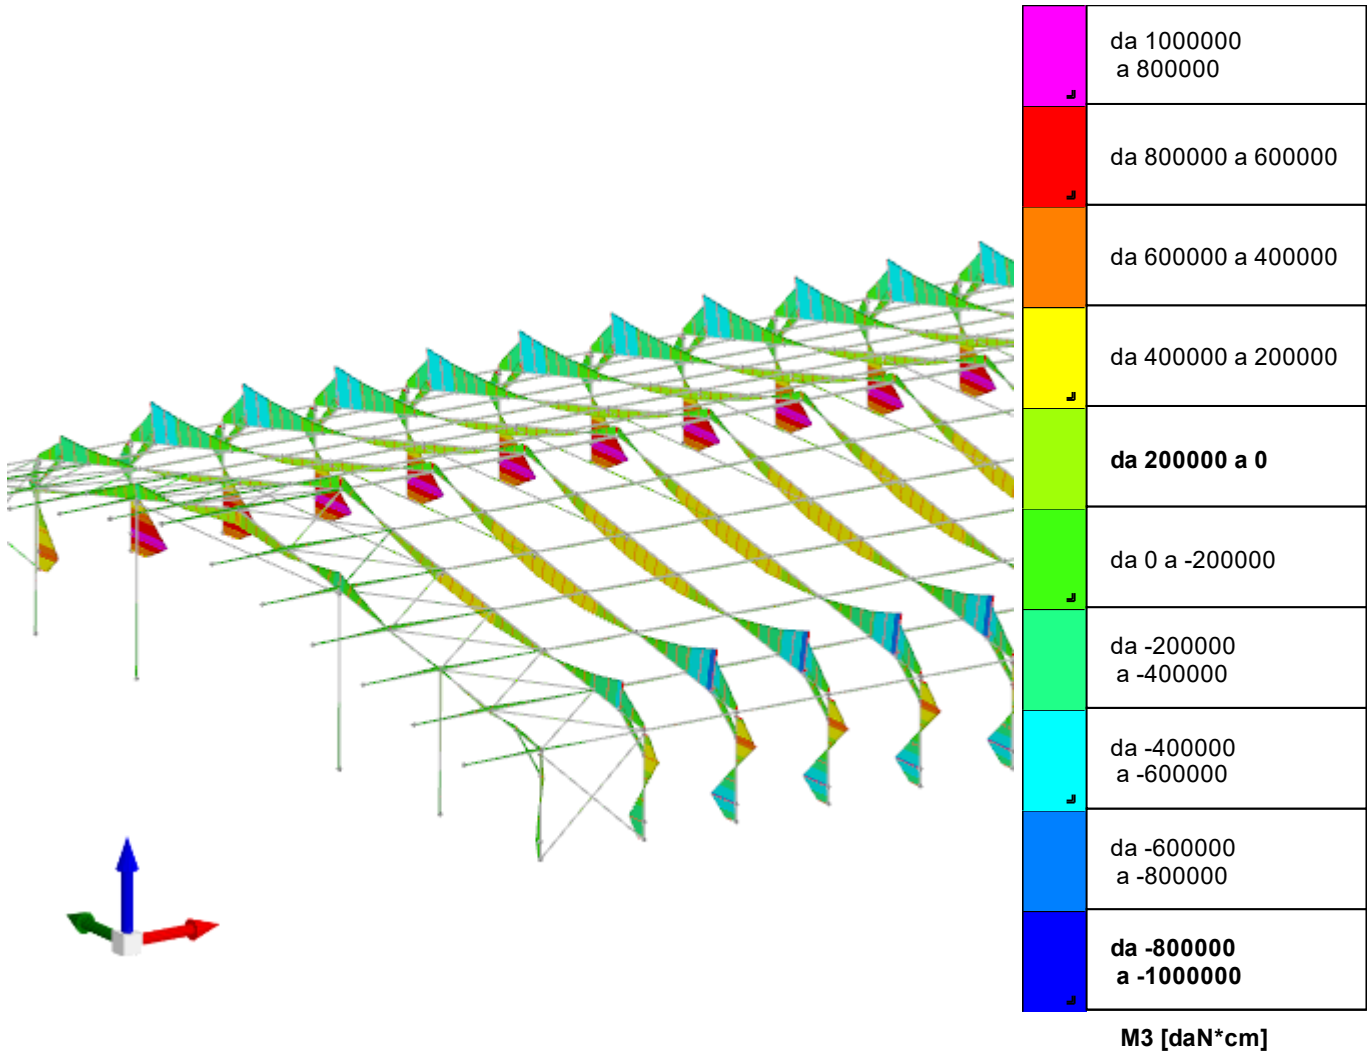 da 1000000
a 800000
da 800000 a 600000
da 600000 a 400000
da 400000 a 200000
da 200000 a 0
da 0 a -200000
da -200000
a -400000
da -400000
a -600000
da -600000
a -800000
da -800000
a -1000000
M3 [daN*cm]